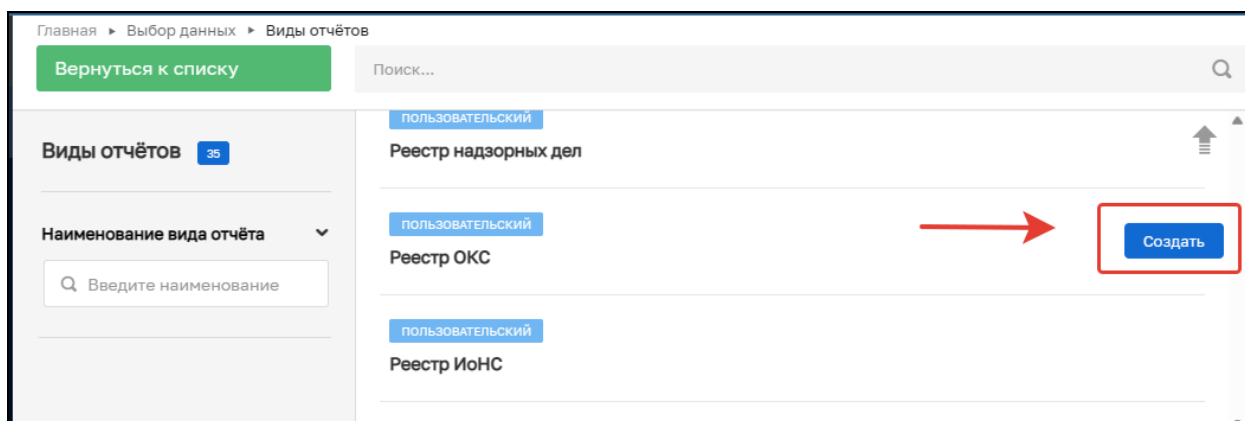 Главная ▸ Выбор данных ▸ Виды отчётов
Вернуться к списку
Поиск...
Виды отчётов 35
Наименование вида отчёта
Введите наименование
ПОЛЬЗОВАТЕЛЬСКИЙ
Реестр надзорных дел
ПОЛЬЗОВАТЕЛЬСКИЙ
Реестр ОКС
Создать
ПОЛЬЗОВАТЕЛЬСКИЙ
Реестр ИоНС